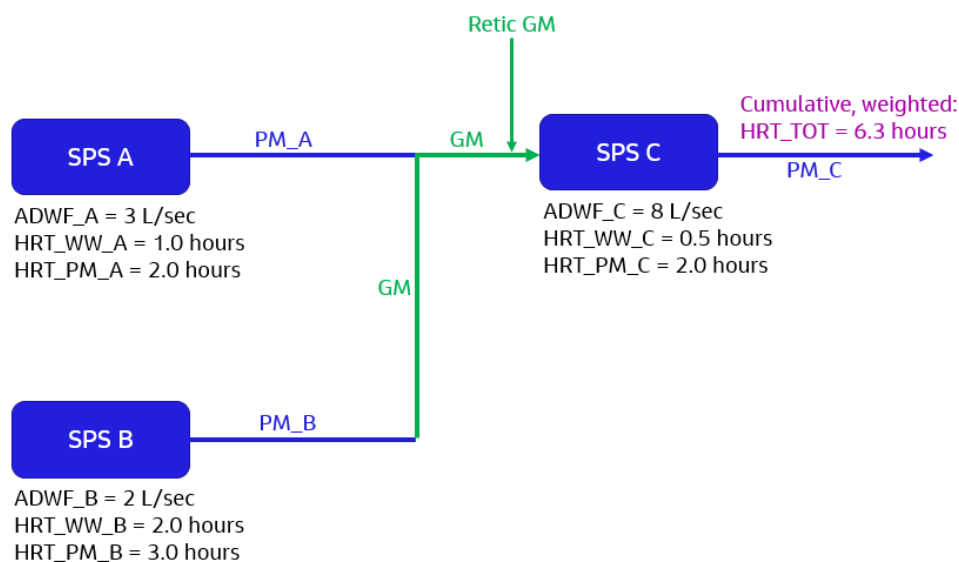 Retic GM
Cumulative, weighted:
HRT_TOT = 6.3 hours
SPS A
PM_A
GM
SPS C
PM_C
ADWF_A = 3 L/sec
HRT_WW_A = 1.0 hours
HRT_PM_A = 2.0 hours
ADWF_C = 8 L/sec
HRT_WW_C = 0.5 hours
HRT_PM_C = 2.0 hours
GM
SPS B
PM_B
ADWF_B = 2 L/sec
HRT_WW_B = 2.0 hours
HRT_PM_B = 3.0 hours